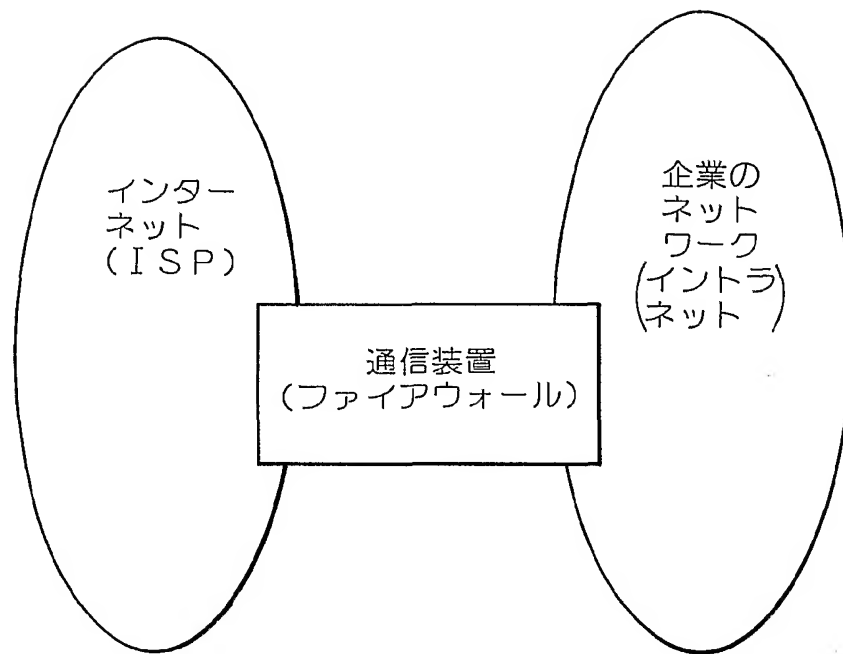 インター
ネット
(ISP)
企業の
ネット
ワーク
(イントラ
ネット)
通信装置
(ファイアウォール)